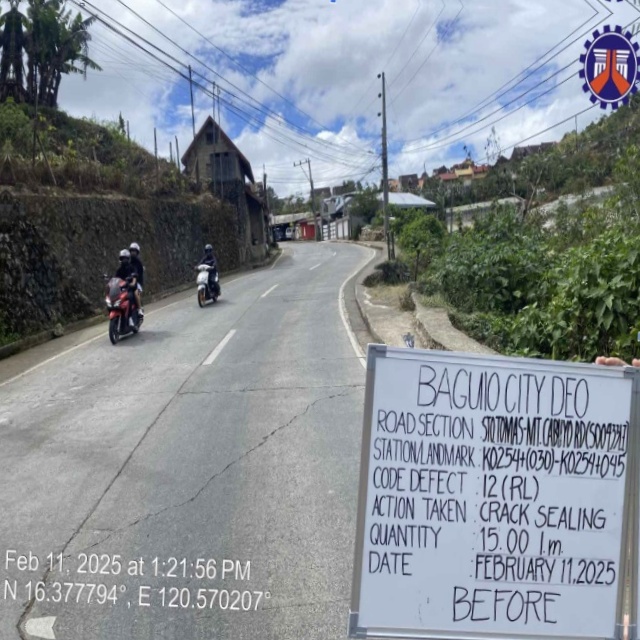 BAGUIO CITY DEO
ROAD SECTION : STO TOMAS-MT. CABUYO RD
STATION/LANDMARK : K0254+(030)-K0254+045
CODE DEFECT : 12 (RL)
ACTION TAKEN : CRACK SEALING
QUANTITY : 15.00 l.m.
DATE : FEBRUARY 11, 2025
BEFORE
Feb 11, 2025 at 1:21:56 PM
N 16.377794°, E 120.570207°